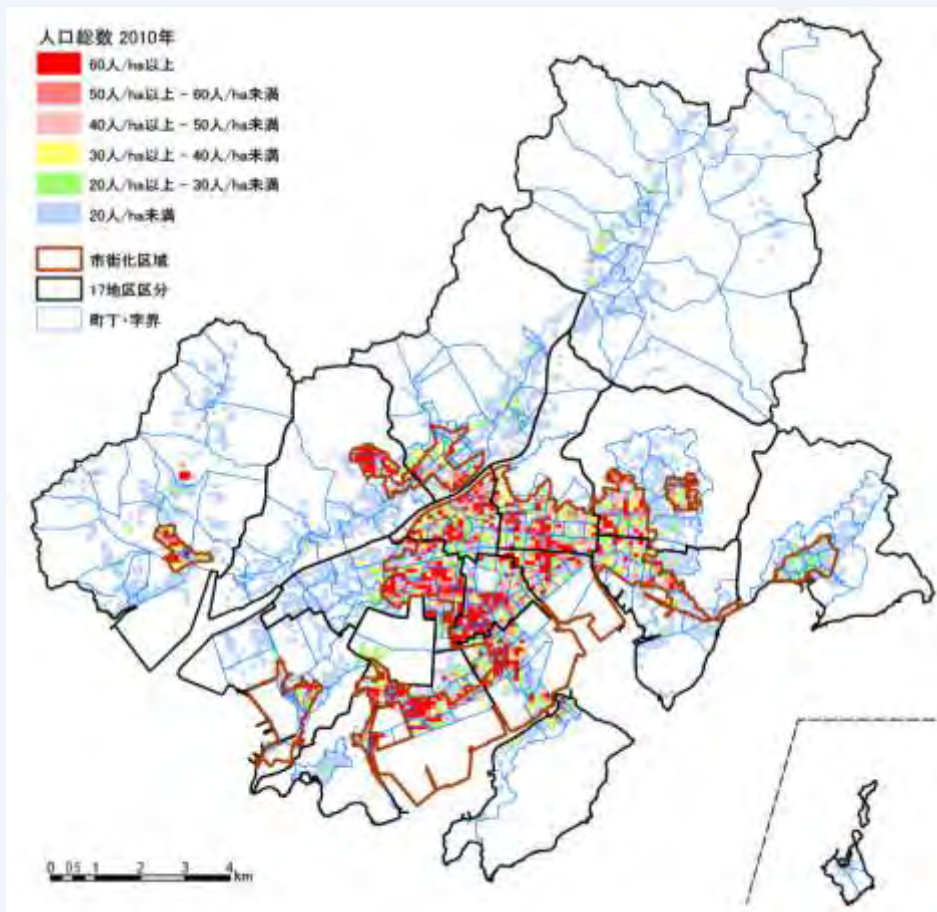 人口総数 2010年
60人/ha以上
50人/ha以上 - 60人/ha未満
40人/ha以上 - 50人/ha未満
30人/ha以上 - 40人/ha未満
20人/ha以上 - 30人/ha未満
20人/ha未満
市街化区域
17地区区分
町丁・字界
0 0.5 1 2 3 4
km